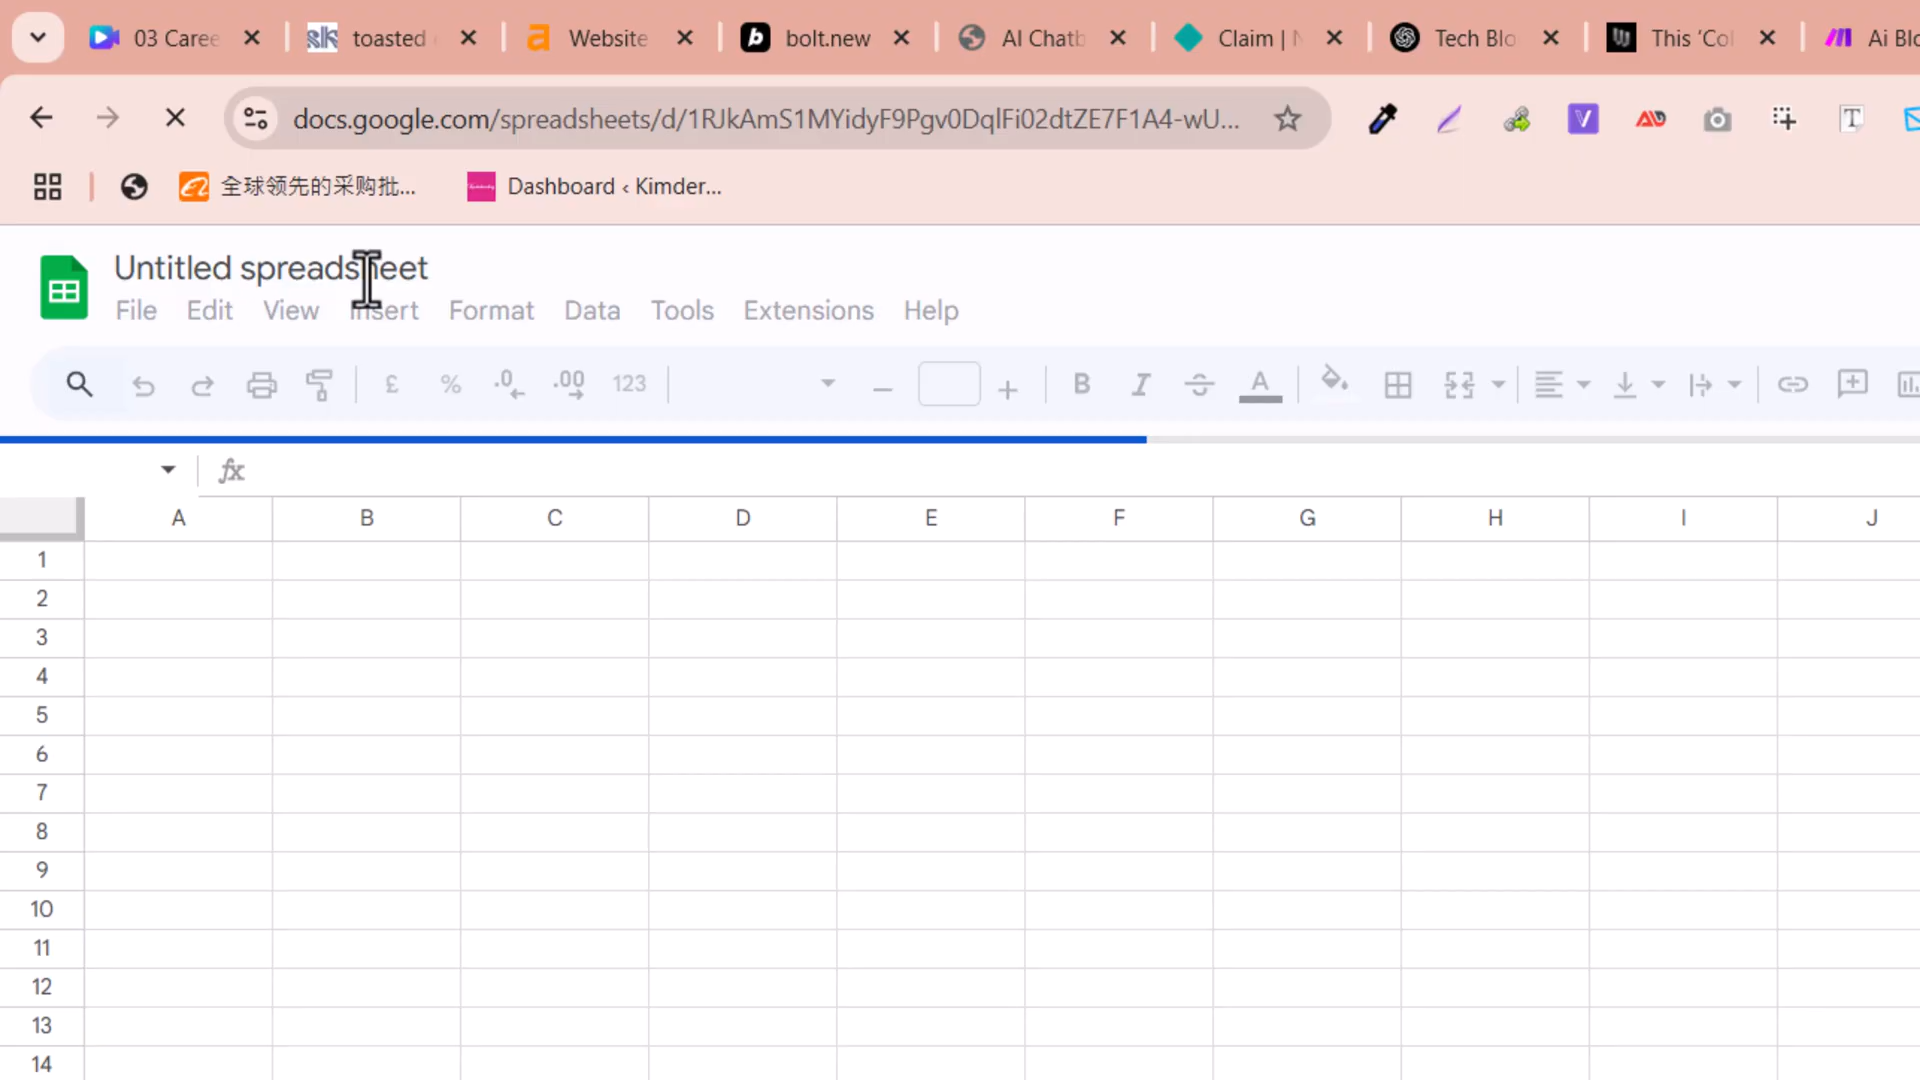 03 Caree
toasted
Website
bolt.new
AI Chatb
Claim | N
Tech Blo
This 'Col
Ai Blo
docs.google.com/spreadsheets/d/1RJkAmS1MYidyF9Pgv0DqlFi02dtZE7F1A4-wU...
全球领先的采购批...
Dashboard ‹ Kimder...
Untitled spreadsheet
File Edit View Insert Format Data Tools Extensions Help
£ % .0 .00 123
fx
A B C D E F G H I J
1
2
3
4
5
6
7
8
9
10
11
12
13
14